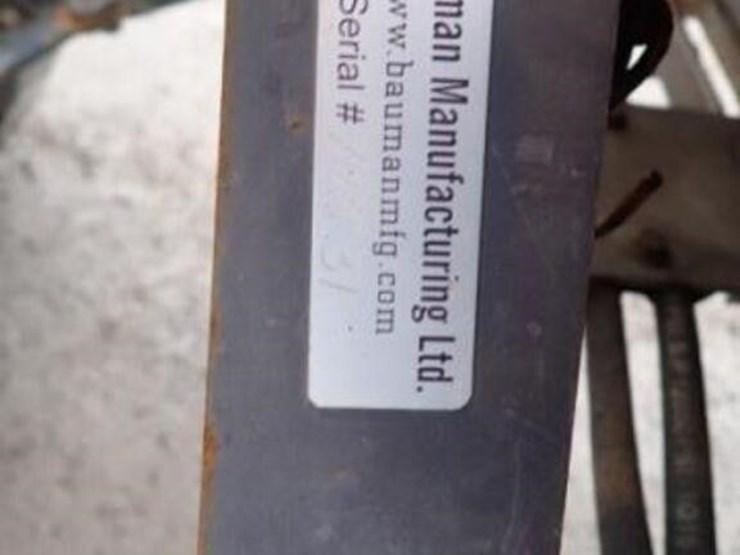 man Manufacturing Ltd.
ww.baumanmfg.com
Serial #